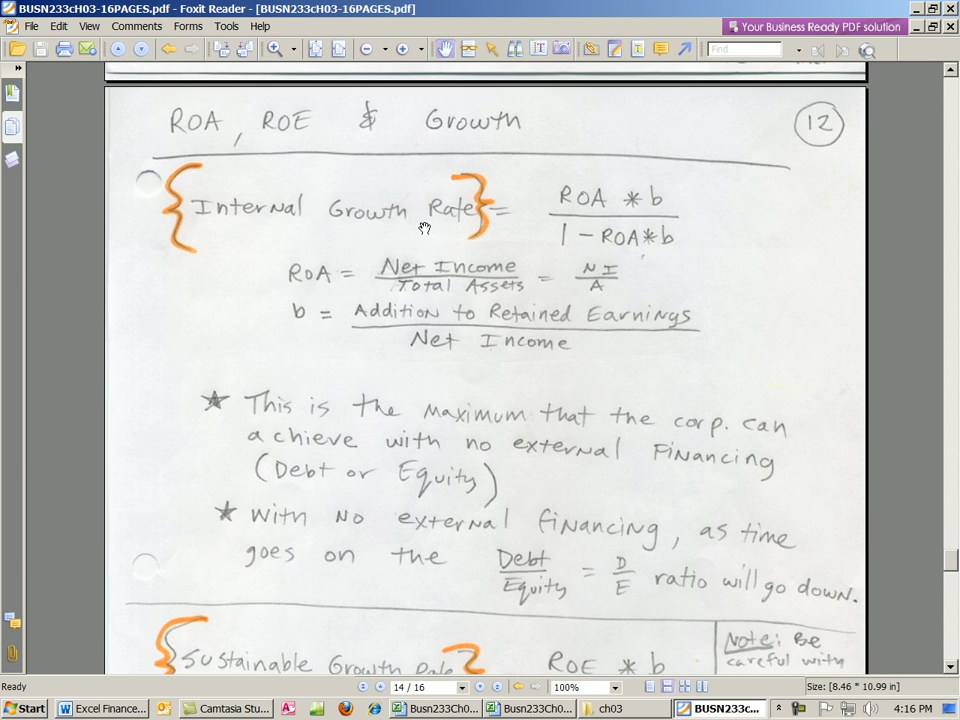 BUSN233cH03-16PAGES.pdf - Foxit Reader - [BUSN233cH03-16PAGES.pdf]
File Edit View Comments Forms Tools Help
Your Business Ready PDF solution
Find
ROA, ROE & Growth
12
Internal Growth Rate = ROA * b
1 - ROA * b
ROA = Net Income = NI
Total Assets A
b = Addition to Retained Earnings
Net Income
★ This is the maximum that the corp. can
achieve with no external Financing
(Debt or Equity)
★ With no external financing, as time
goes on the Debt = D ratio will go down.
Equity E
Note: Be
careful with
Sustainable Growth Rate ROE * b
Ready
14 / 16
100%
Size: [8.46 * 10.99 in]
Start
Excel Finance...
Camtasia Stu...
Busn233Ch0...
Busn233Ch0...
ch03
BUSN233c...
4:16 PM